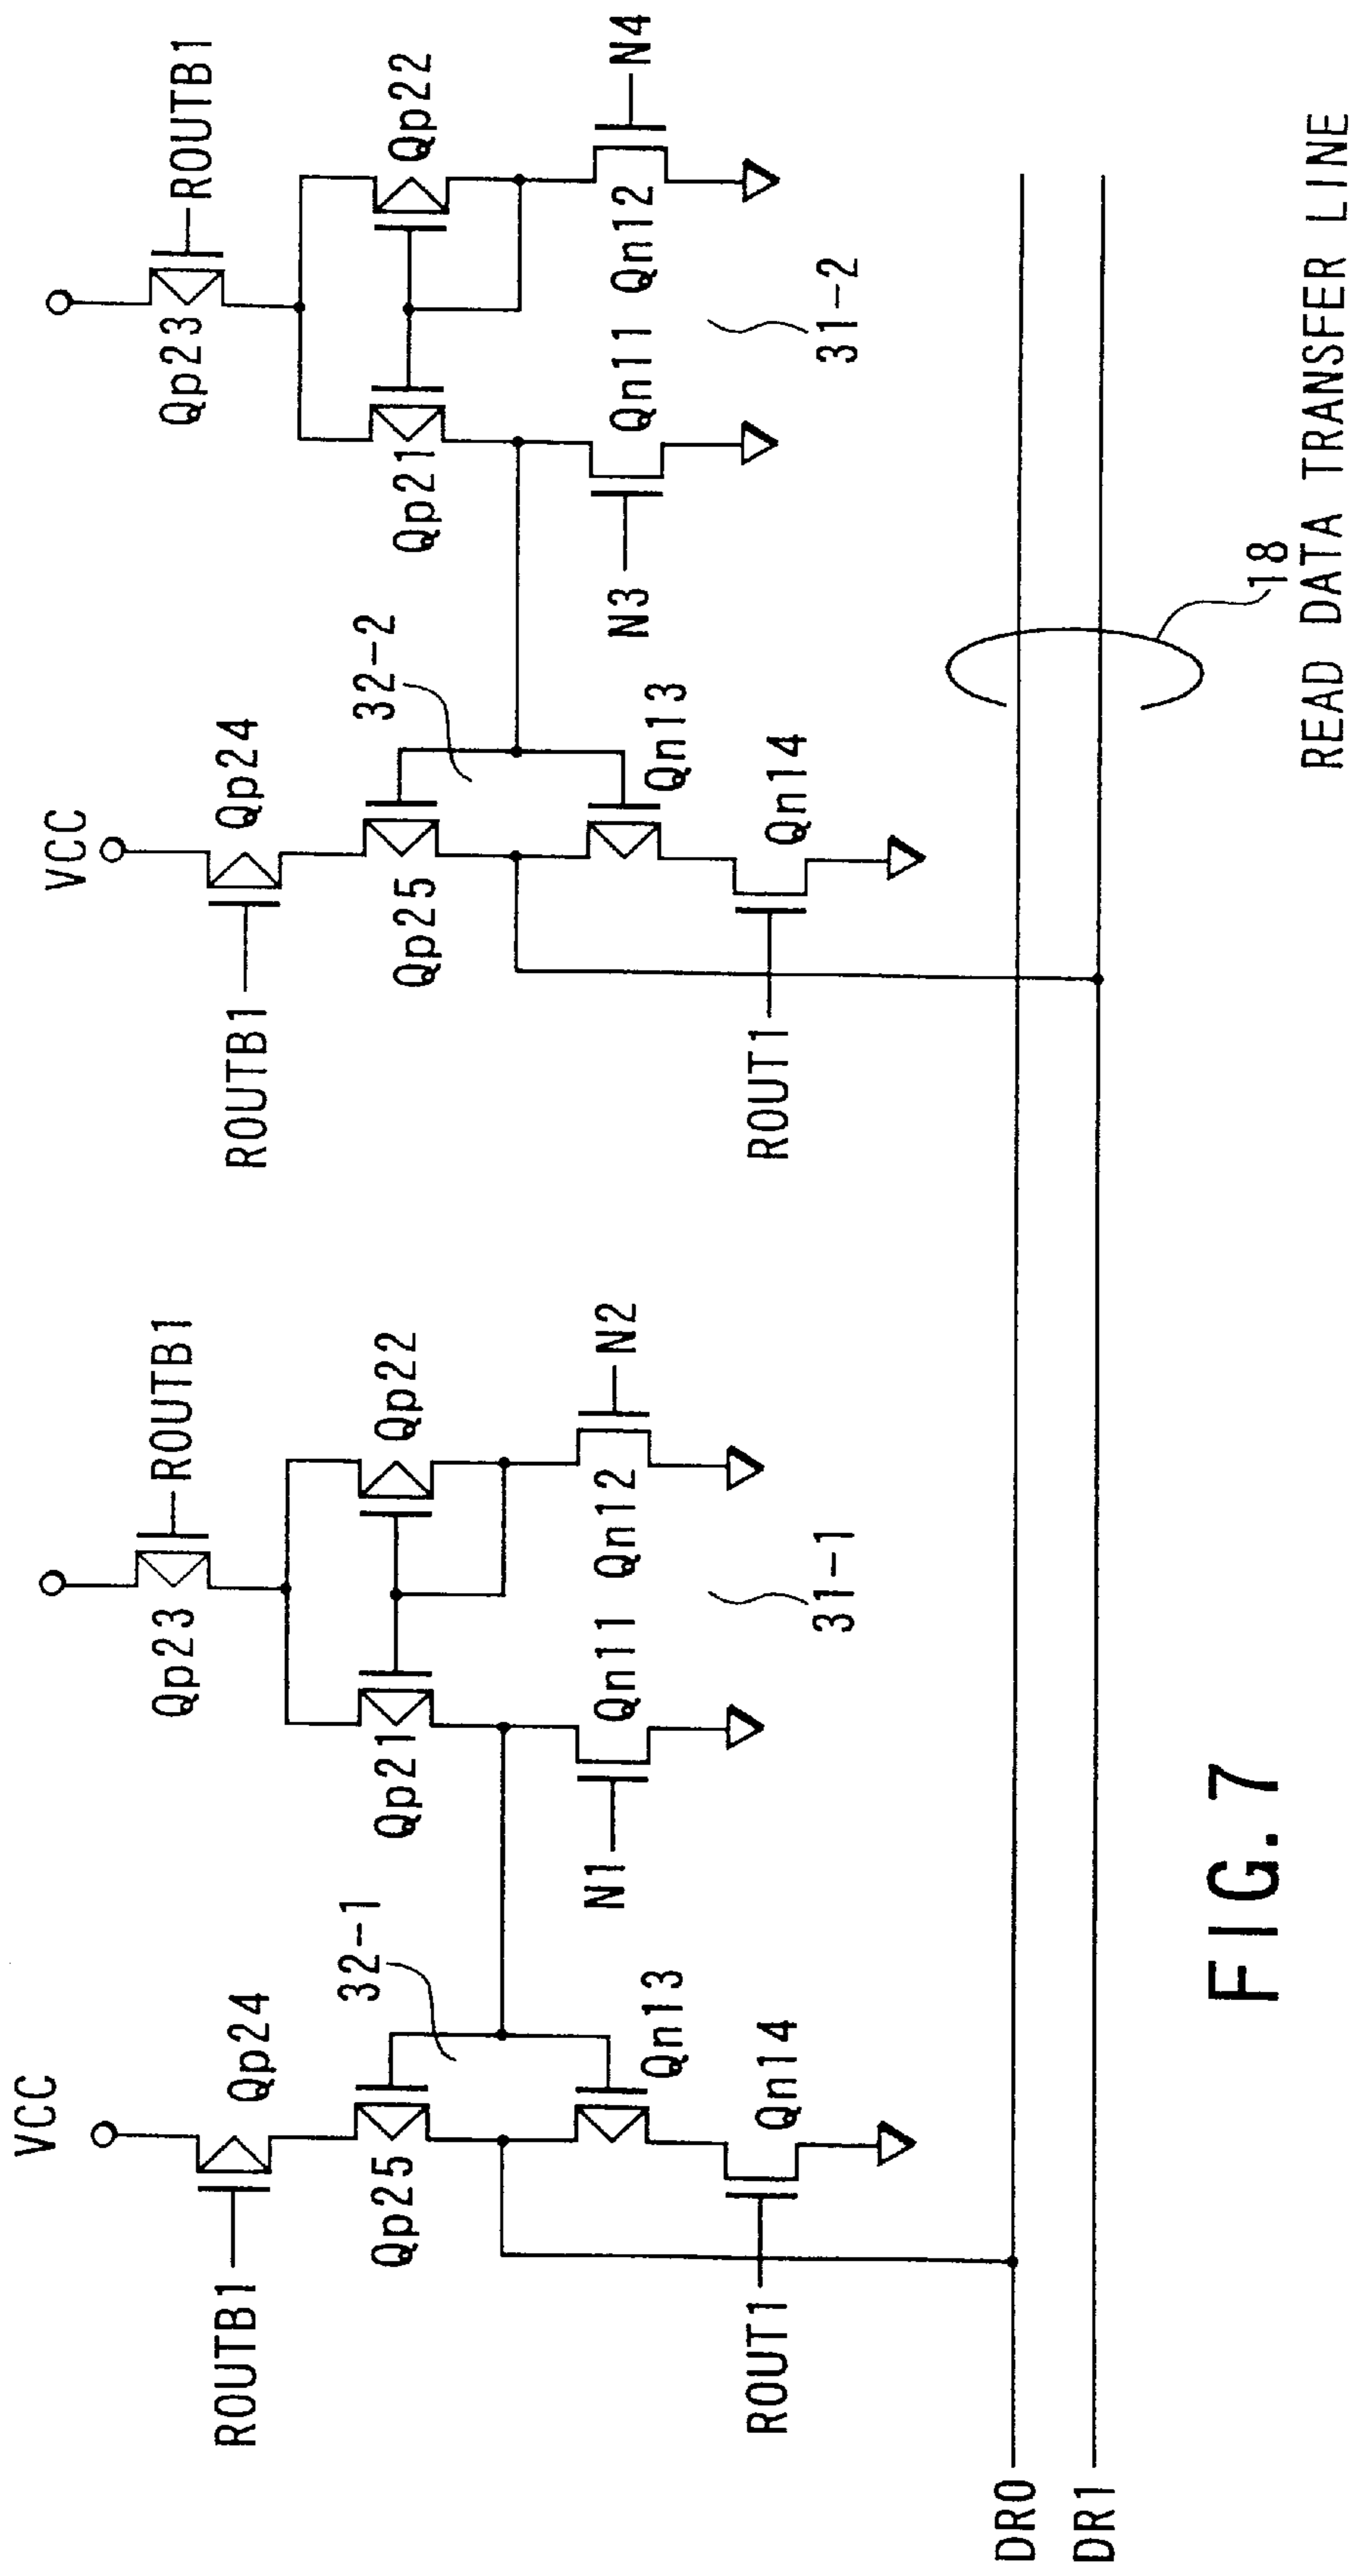 VCC
ROUTB1
Qp24
Qp25
32-1
Qn13
Qn14
ROUT1
Qp23
ROUTB1
Qp21
Qp22
N1
Qn11
Qn12
N2
31-1
VCC
ROUTB1
Qp24
Qp25
32-2
Qn13
Qn14
ROUT1
Qp23
ROUTB1
Qp21
Qp22
N3
Qn11
Qn12
N4
31-2
DR0
DR1
18
READ DATA TRANSFER LINE
FIG. 7